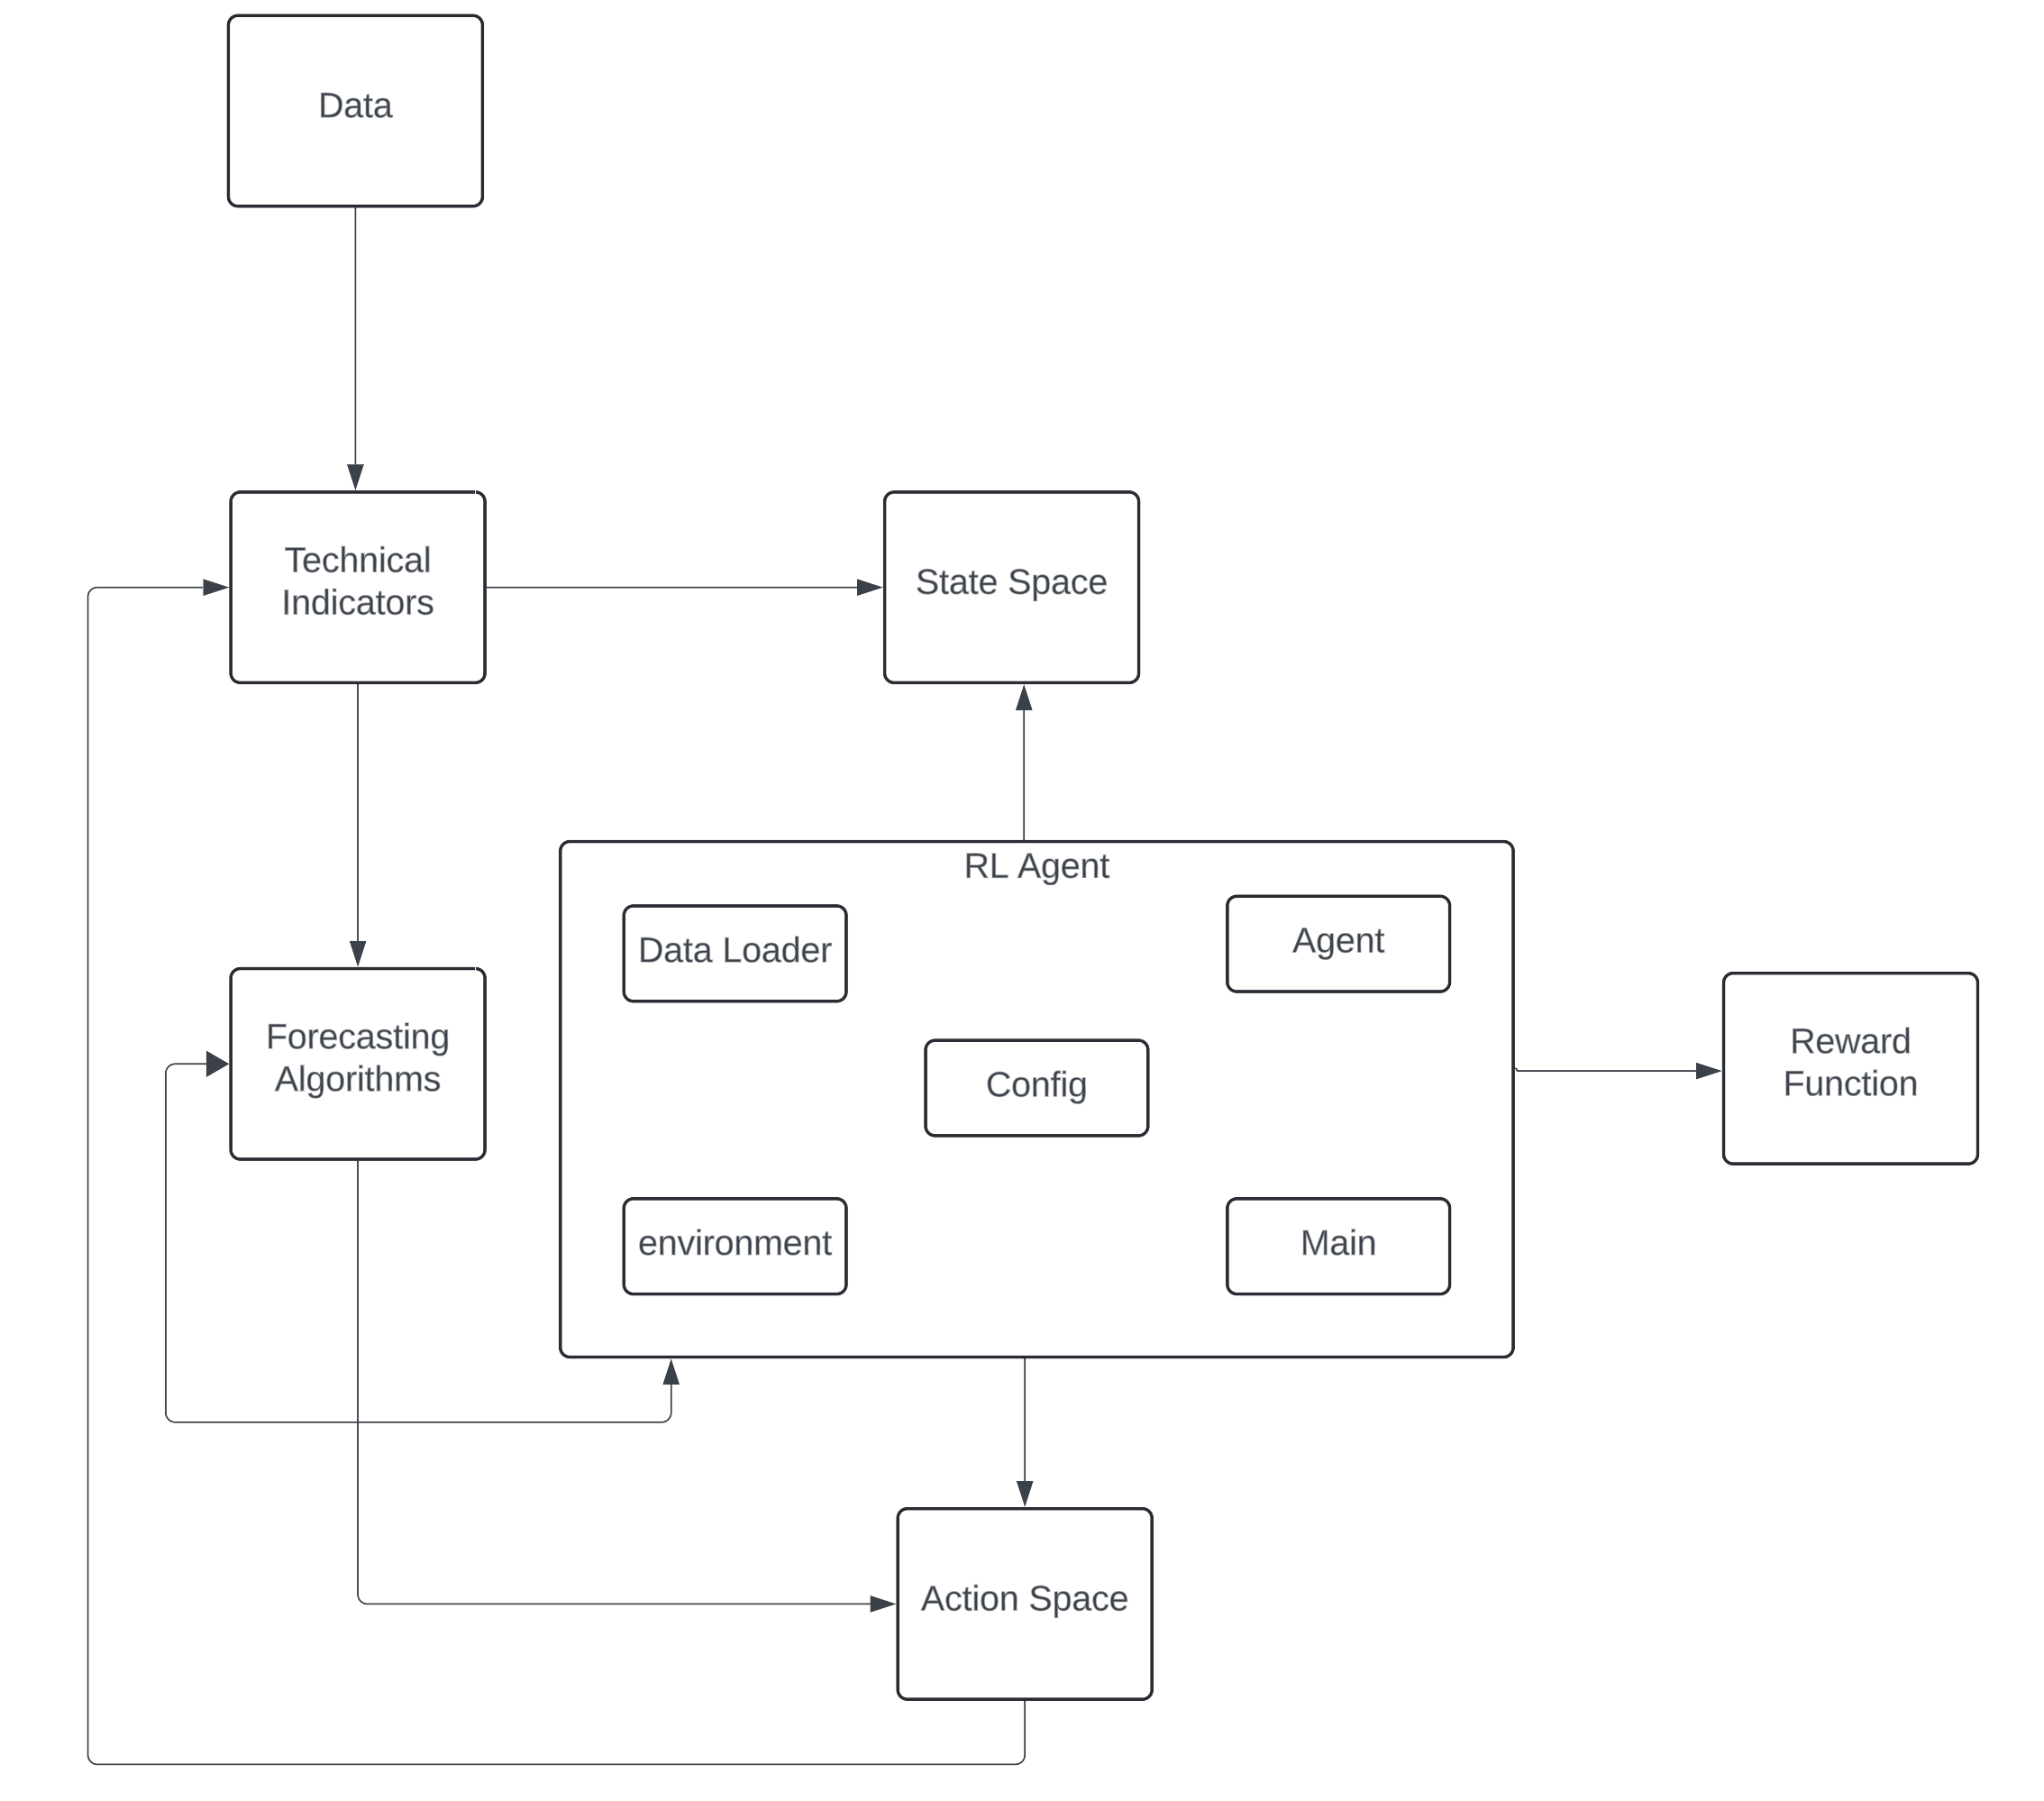 Data
Technical
Indicators
State Space
RL Agent
Data Loader
Agent
Forecasting
Algorithms
Config
Reward
Function
environment
Main
Action Space